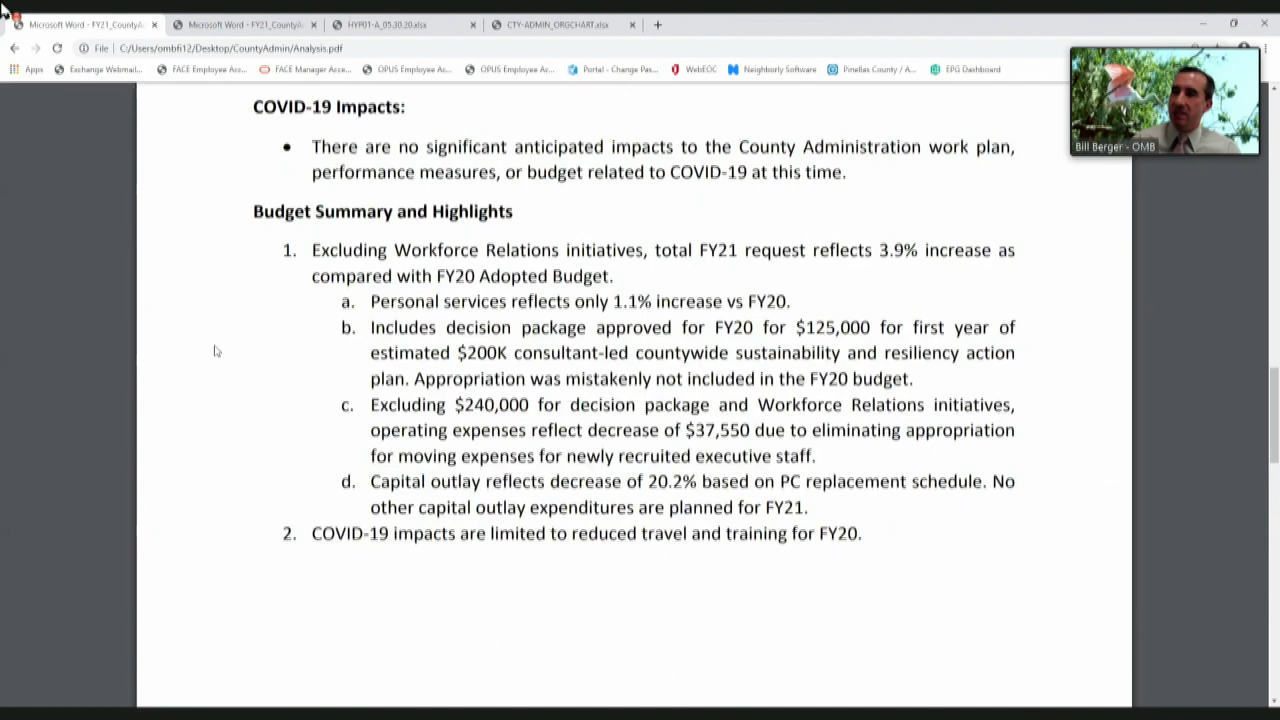 Microsoft Word - FY21_CountyA
Microsoft Word - FY21_CountyA
HYP01-A_05.30.20.xlsx
CTY-ADMIN_ORGCHART.xlsx
File | C:/Users/ombfi12/Desktop/CountyAdmin/Analysis.pdf
Apps
Exchange Webmail...
FACE Employee Acc...
FACE Manager Acce...
OPUS Employee Ac...
OPUS Employee Ac...
Portal - Change Pas...
WebEOC
Neighborly Software
Pinellas County / A...
EPG Dashboard
Bill Berger - OMB
COVID-19 Impacts:
• There are no significant anticipated impacts to the County Administration work plan,
performance measures, or budget related to COVID-19 at this time.
Budget Summary and Highlights
1. Excluding Workforce Relations initiatives, total FY21 request reflects 3.9% increase as
compared with FY20 Adopted Budget.
a. Personal services reflects only 1.1% increase vs FY20.
b. Includes decision package approved for FY20 for $125,000 for first year of
estimated $200K consultant-led countywide sustainability and resiliency action
plan. Appropriation was mistakenly not included in the FY20 budget.
c. Excluding $240,000 for decision package and Workforce Relations initiatives,
operating expenses reflect decrease of $37,550 due to eliminating appropriation
for moving expenses for newly recruited executive staff.
d. Capital outlay reflects decrease of 20.2% based on PC replacement schedule. No
other capital outlay expenditures are planned for FY21.
2. COVID-19 impacts are limited to reduced travel and training for FY20.